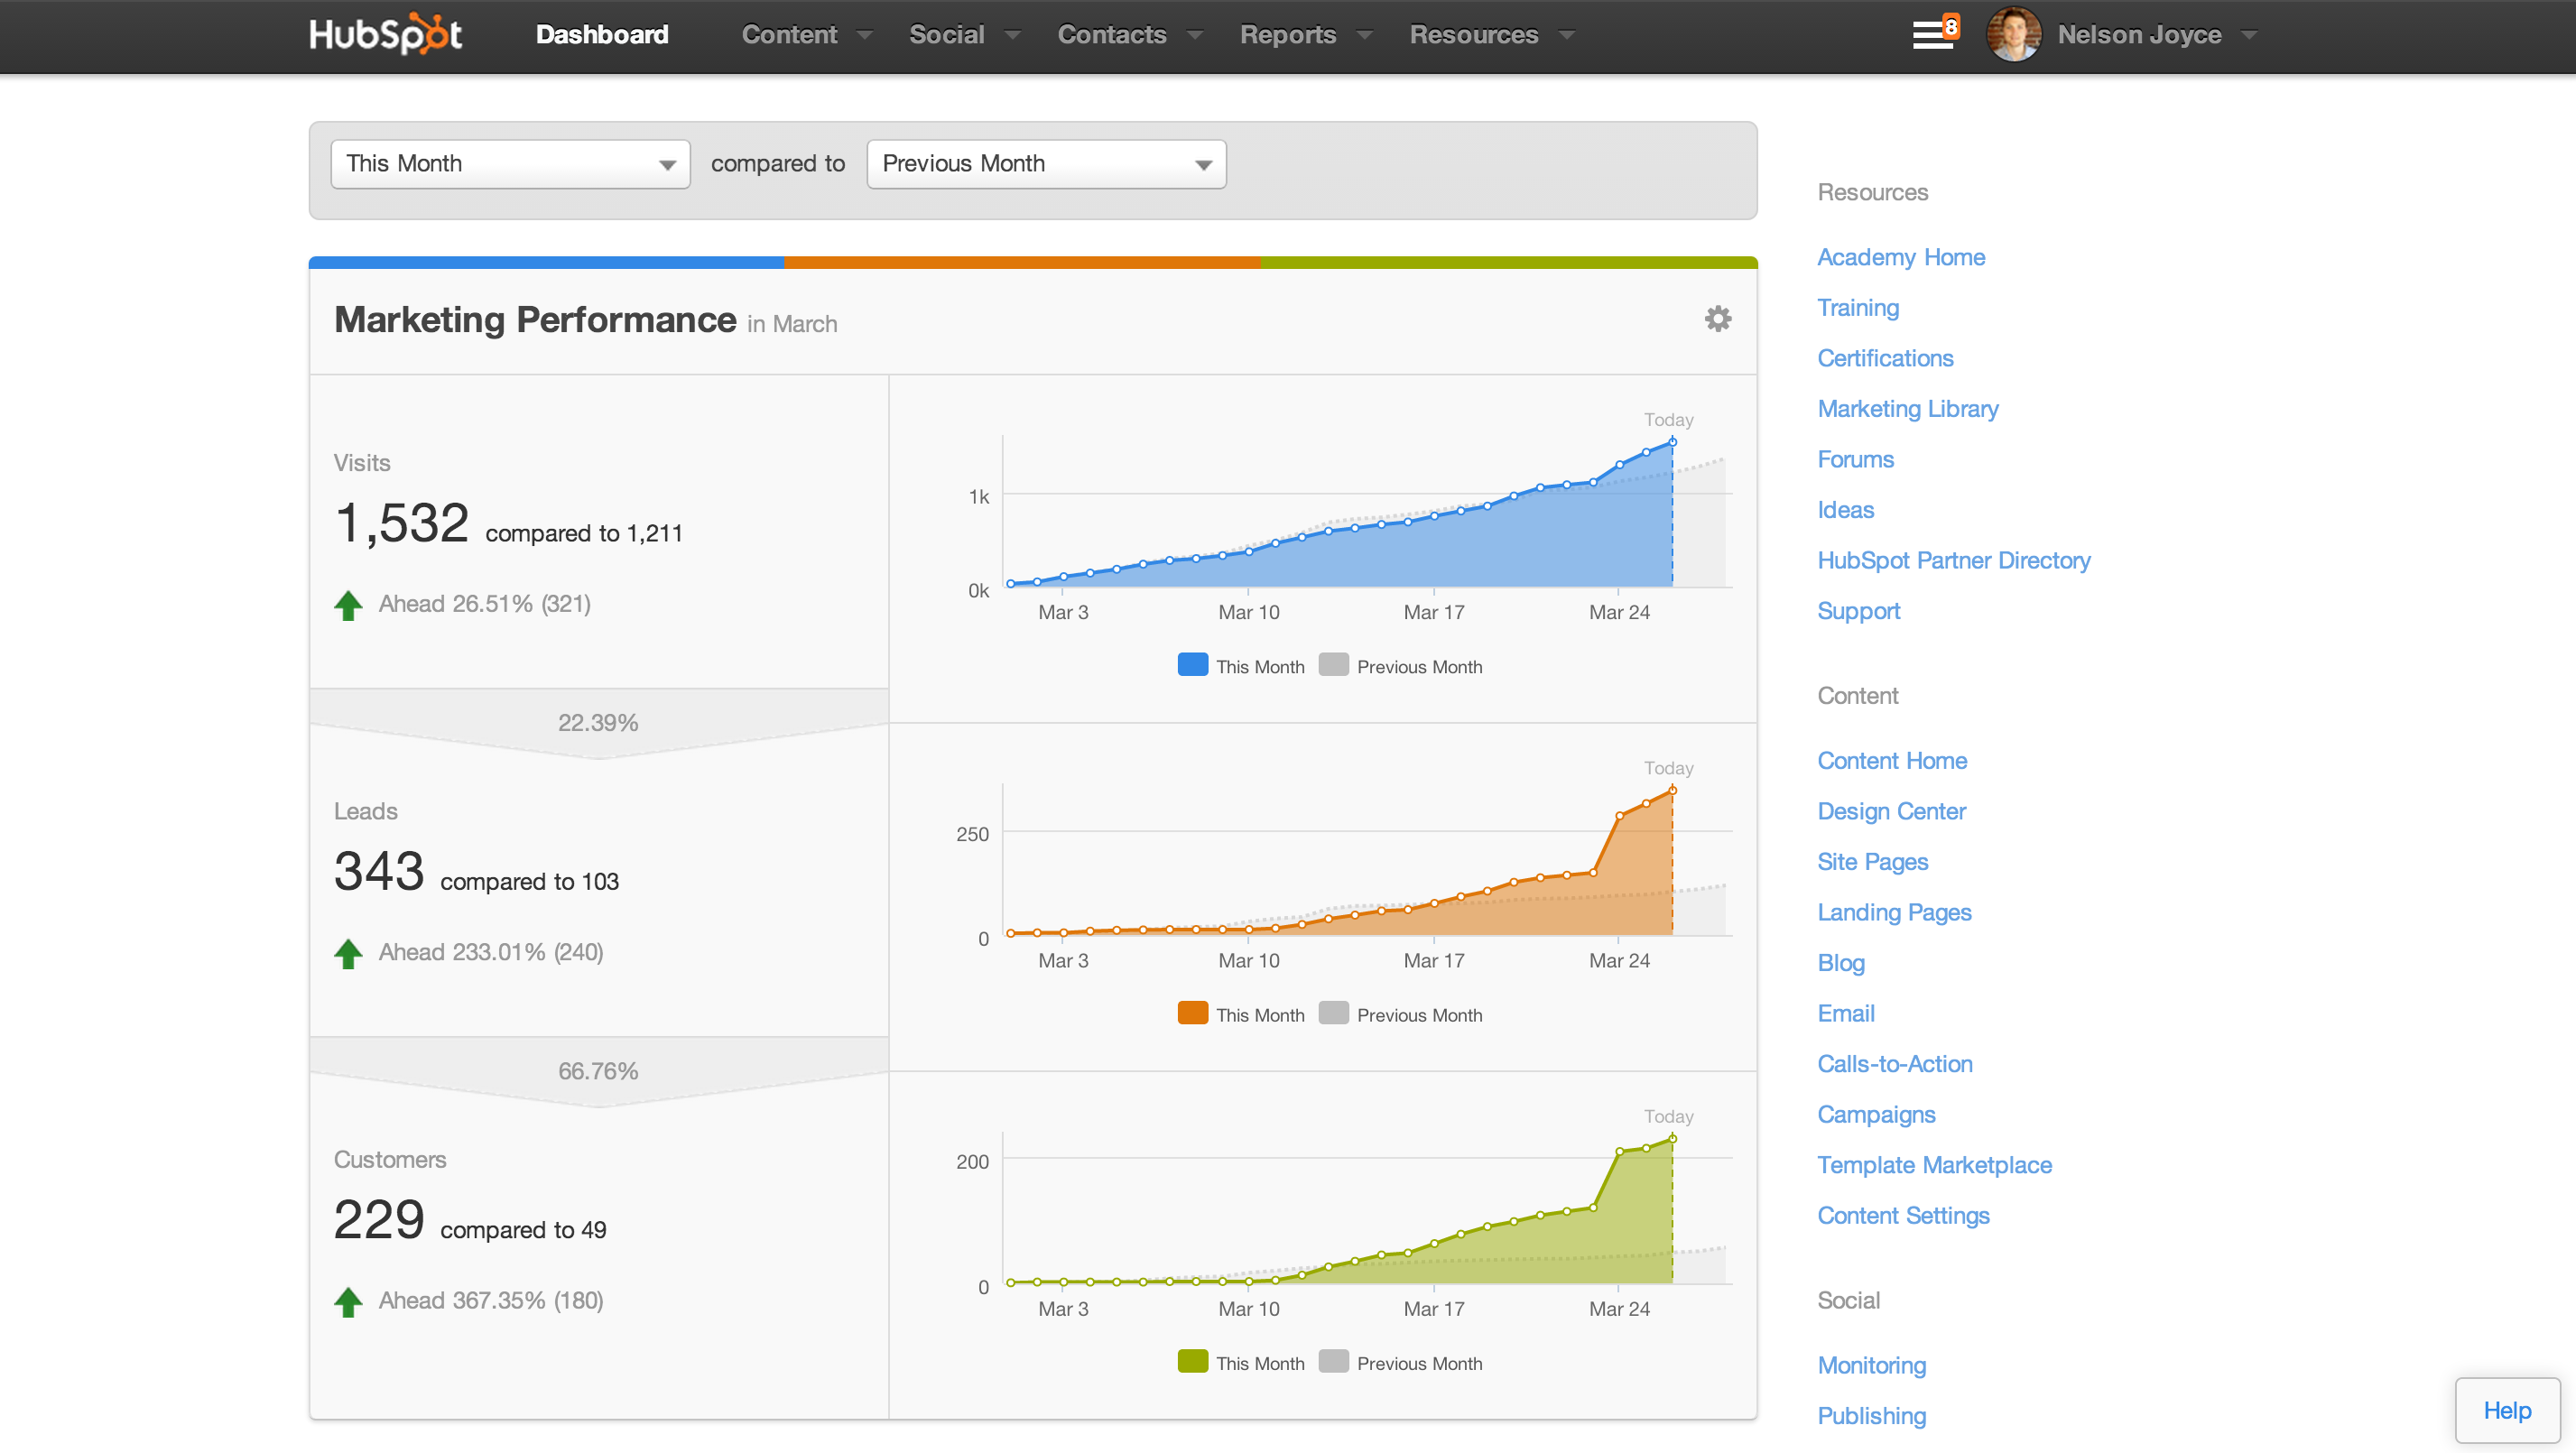 HubSpot Dashboard Content Social Contacts Reports Resources 8 Nelson Joyce
This Month compared to Previous Month
Marketing Performance in March
Visits
1,532 compared to 1,211
Ahead 26.51% (321)
Today
1k
0k
Mar 3 Mar 10 Mar 17 Mar 24
This Month Previous Month
22.39%
Leads
343 compared to 103
Ahead 233.01% (240)
Today
250
0
Mar 3 Mar 10 Mar 17 Mar 24
This Month Previous Month
66.76%
Customers
229 compared to 49
Ahead 367.35% (180)
Today
200
0
Mar 3 Mar 10 Mar 17 Mar 24
This Month Previous Month
Resources
Academy Home
Training
Certifications
Marketing Library
Forums
Ideas
HubSpot Partner Directory
Support
Content
Content Home
Design Center
Site Pages
Landing Pages
Blog
Email
Calls-to-Action
Campaigns
Template Marketplace
Content Settings
Social
Monitoring
Publishing
Help